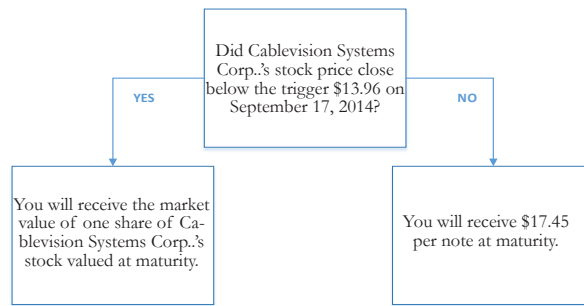 Did Cablevision Systems
Corp..'s stock price close
below the trigger $13.96 on
September 17, 2014?
YES
NO
You will receive the market
value of one share of Ca-
blevision Systems Corp..'s
stock valued at maturity.
You will receive $17.45
per note at maturity.